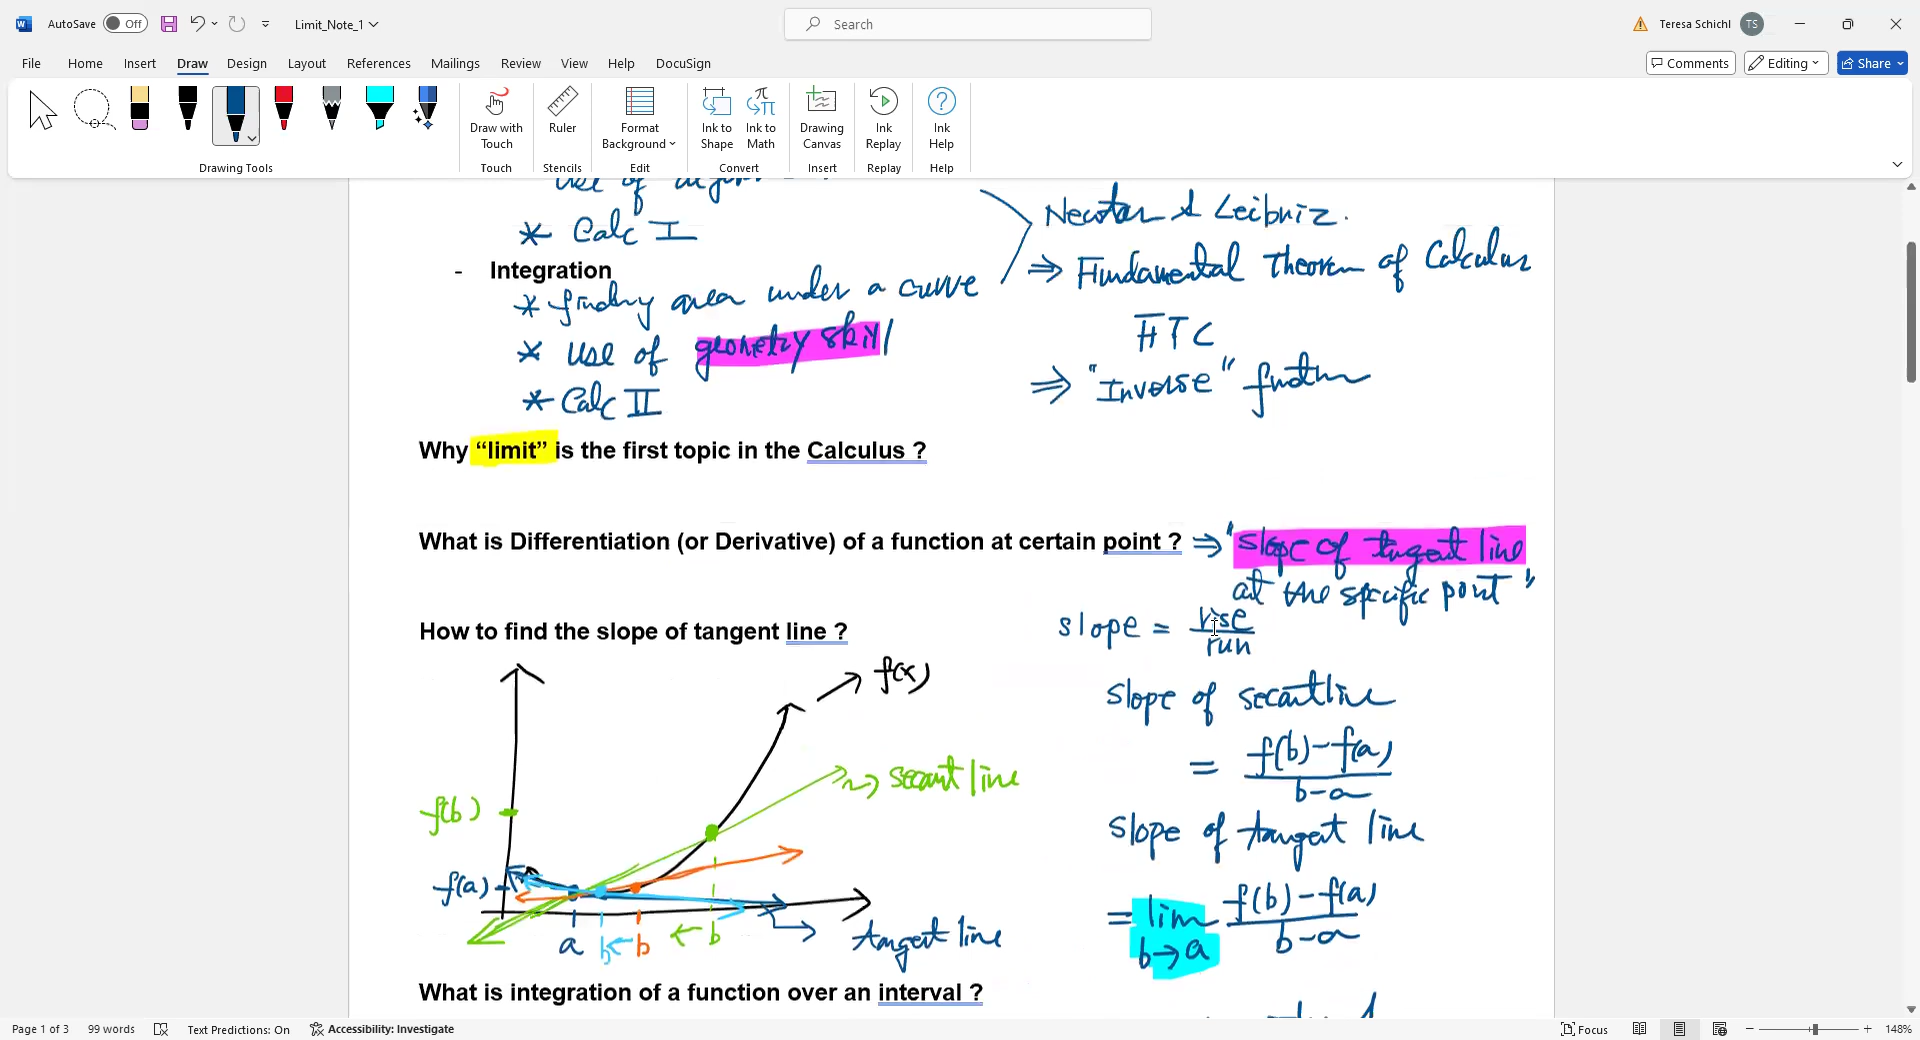 AutoSave Off Limit_Note_1 Search Teresa Schichl TS
File Home Insert Draw Design Layout References Mailings Review View Help DocuSign Comments Editing Share
Draw with Touch Ruler Format Background Ink to Shape Ink to Math Drawing Canvas Ink Replay Ink Help
Drawing Tools Touch Stencils Edit Convert Insert Replay Help
use of
* Calc I
Newton & Leibniz.
- Integration
⇒ Fundamental Theorem of Calculus
* finding area under a curve
FTC
* use of geometry skill
⇒ "Inverse" function
* Calc II
Why “limit” is the first topic in the Calculus ?
What is Differentiation (or Derivative) of a function at certain point ? ⇒ "slope of tangent line
at the specific point"
How to find the slope of tangent line ?
slope = rise
run
f(x)
slope of secant line
= f(b)-f(a)
b-a
secant line
f(b)
slope of tangent line
f(a)
= lim f(b)-f(a)
b→a b-a
a b ← b ← b
tangent line
What is integration of a function over an interval ?
Page 1 of 3 99 words Text Predictions: On Accessibility: Investigate Focus 148%